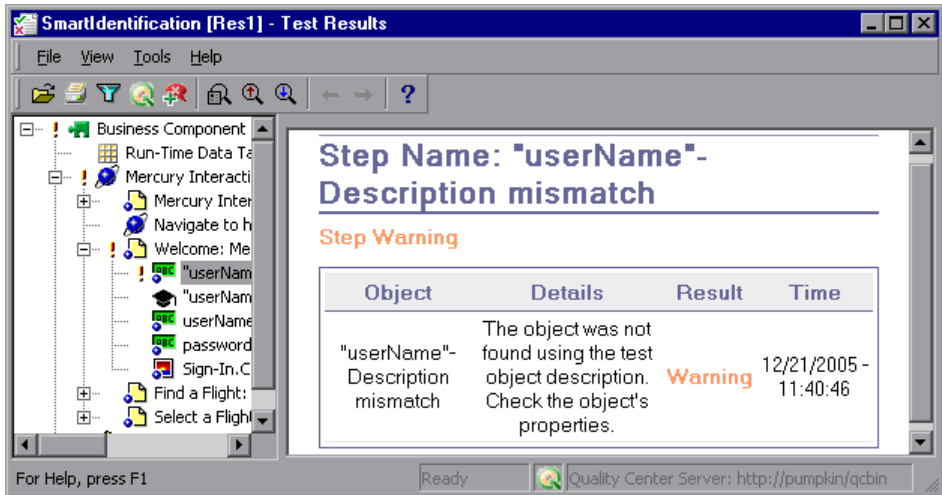 SmartIdentification [Res1] - Test Results
File View Tools Help
Business Component
Run-Time Data Ta
Mercury Interacti
Mercury Inter
Navigate to h
Welcome: Me
"userNam
"userNam
userName
password
Sign-In.C
Find a Flight:
Select a Fligh
Step Name: "userName"-
Description mismatch
Step Warning
Object Details Result Time
"userName"-
Description
mismatch
The object was not
found using the test
object description.
Check the object's
properties.
Warning
12/21/2005 -
11:40:46
For Help, press F1
Ready
Quality Center Server: http://pumpkin/qcbin